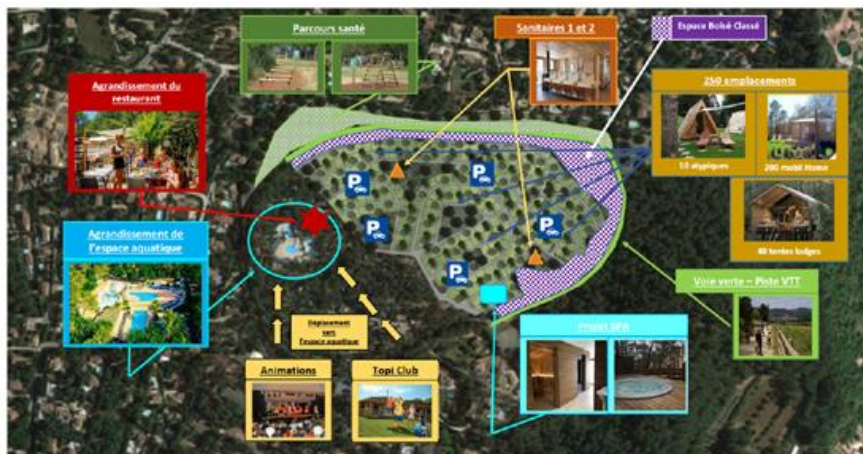 Parcours santé
Sanitaires 1 et 2
Espace Boisé Classé
Agrandissement du
restaurant
250 emplacements
10 atypiques
200 mobil Home
40 tentes lodges
Agrandissement de
l'espace aquatique
Voie verte – Piste VTT
Déplacement
vers
l'espace aquatique
Projet SPA
Animations
Topi Club
P
P
P
P
P